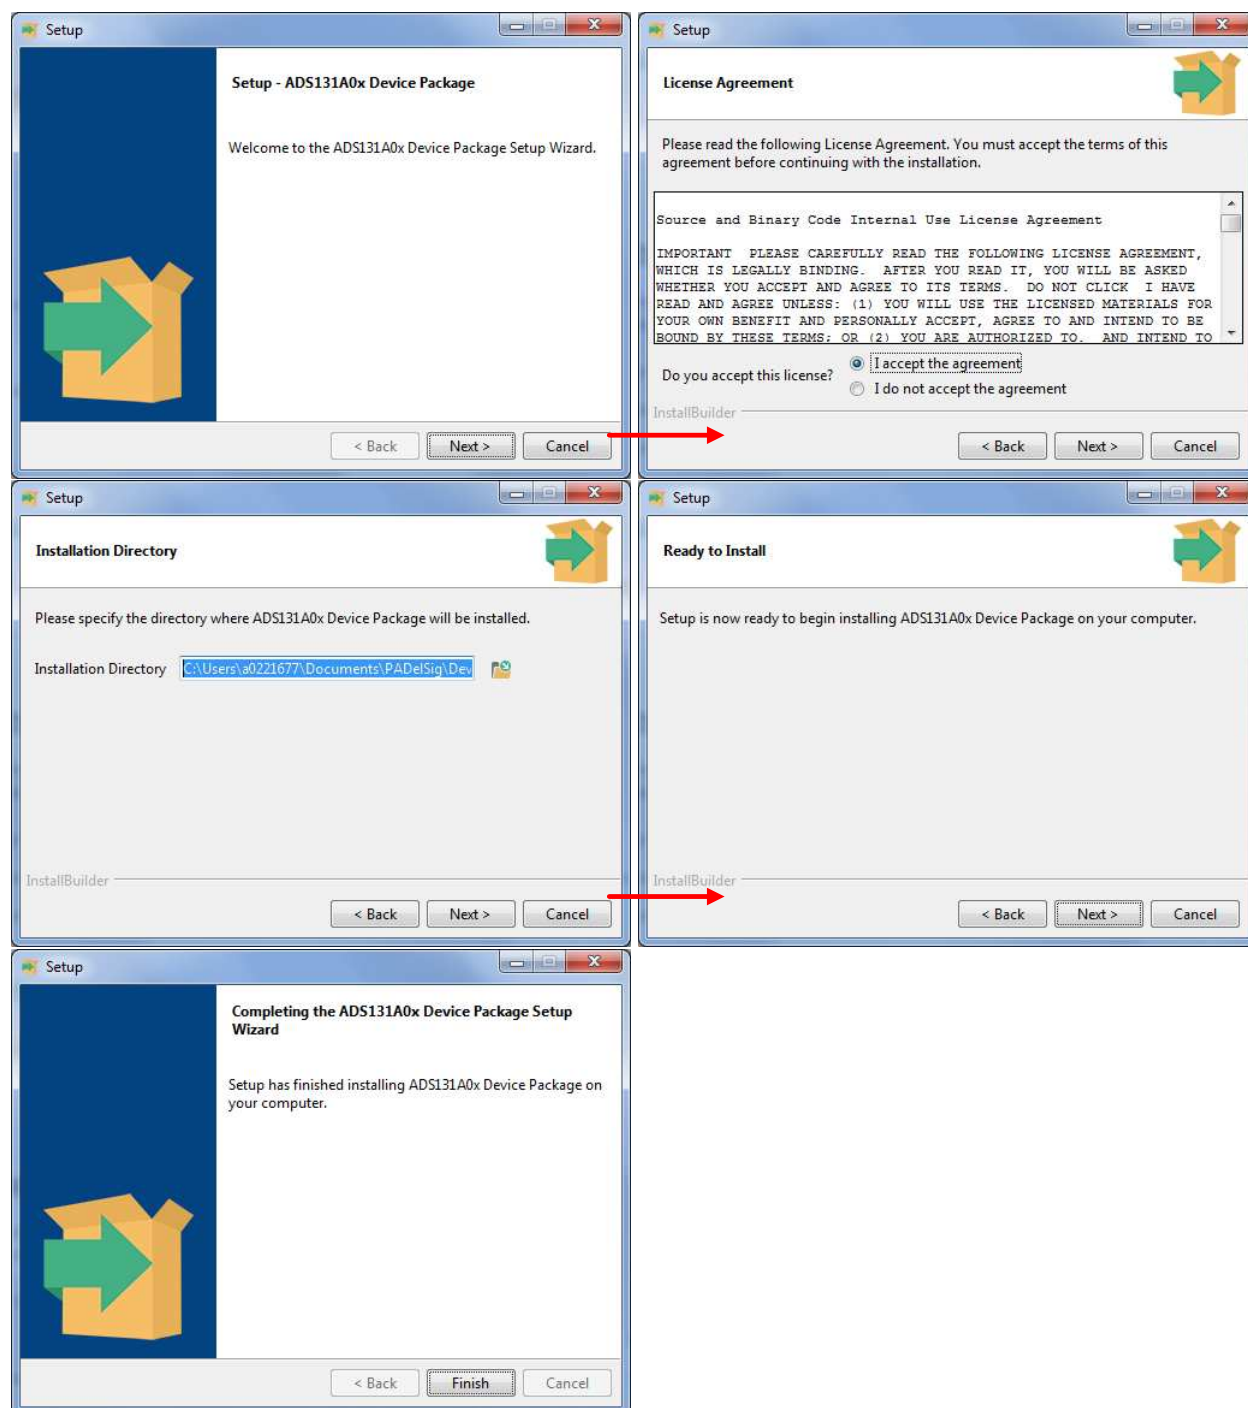 Setup
Setup - ADS131A0x Device Package
Welcome to the ADS131A0x Device Package Setup Wizard.
< Back Next > Cancel
Setup
License Agreement
Please read the following License Agreement. You must accept the terms of this
agreement before continuing with the installation.
Source and Binary Code Internal Use License Agreement
IMPORTANT  PLEASE CAREFULLY READ THE FOLLOWING LICENSE AGREEMENT,
WHICH IS LEGALLY BINDING.  AFTER YOU READ IT, YOU WILL BE ASKED
WHETHER YOU ACCEPT AND AGREE TO ITS TERMS.  DO NOT CLICK  I HAVE
READ AND AGREE UNLESS: (1) YOU WILL USE THE LICENSED MATERIALS FOR
YOUR OWN BENEFIT AND PERSONALLY ACCEPT, AGREE TO AND INTEND TO BE
BOUND BY THESE TERMS; OR (2) YOU ARE AUTHORIZED TO.  AND INTEND TO
Do you accept this license?
I accept the agreement
I do not accept the agreement
InstallBuilder
< Back Next > Cancel
Setup
Installation Directory
Please specify the directory where ADS131A0x Device Package will be installed.
Installation Directory C:\Users\a0221677\Documents\PADelSig\Dev
InstallBuilder
< Back Next > Cancel
Setup
Ready to Install
Setup is now ready to begin installing ADS131A0x Device Package on your computer.
InstallBuilder
< Back Next > Cancel
Setup
Completing the ADS131A0x Device Package Setup
Wizard
Setup has finished installing ADS131A0x Device Package on
your computer.
< Back Finish Cancel